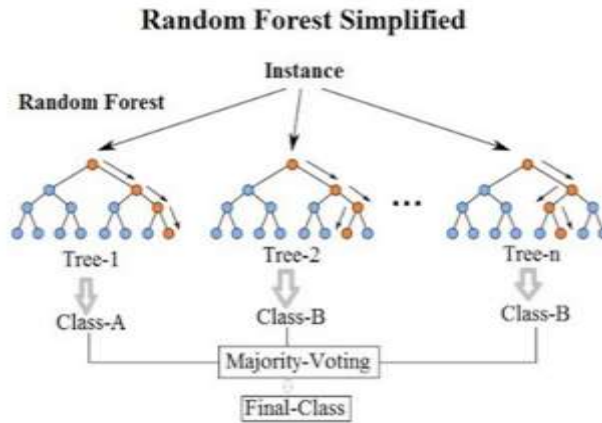 Random Forest Simplified
Instance
Random Forest
...
Tree-1 Tree-2 Tree-n
Class-A Class-B Class-B
Majority-Voting
Final-Class